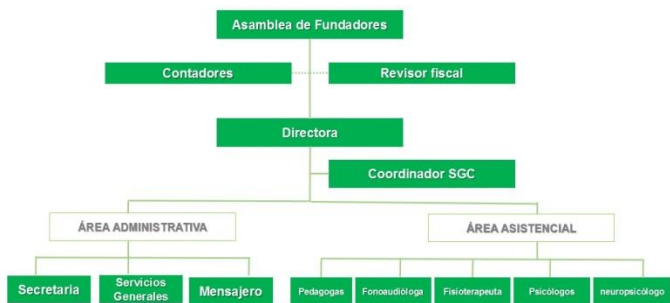 Asamblea de Fundadores
Contadores
Revisor fiscal
Directora
Coordinador SGC
ÁREA ADMINISTRATIVA
ÁREA ASISTENCIAL
Secretaria
Servicios
Generales
Mensajero
Pedagogas
Fonoaudióloga
Fisioterapeuta
Psicólogos
neuropsicólogo